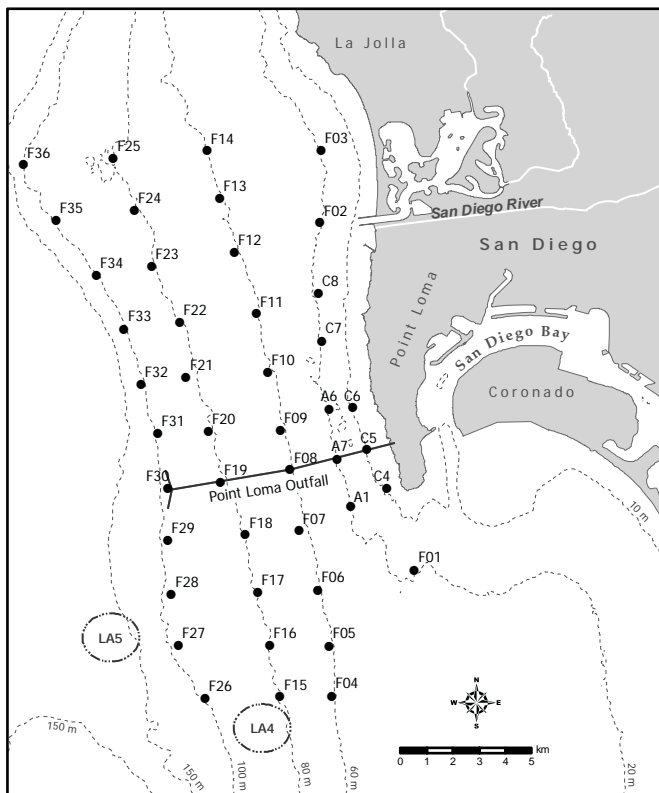 La Jolla
F36
F25
F14
F03
F35
F24
F13
F02
San Diego River
San Diego
F34
F23
F12
C8
Point Loma
F33
F22
F11
C7
San Diego Bay
F32
F21
F10
Coronado
F31
F20
F09
A6
C6
F30
F19
F08
A7
C5
Point Loma Outfall
C4
F29
F18
F07
A1
10 m
F28
F17
F06
F01
LA5
F27
F16
F05
F26
F15
F04
LA4
N
W
E
S
150 m
150 m
100 m
80 m
60 m
20 m
km
0 1 2 3 4 5